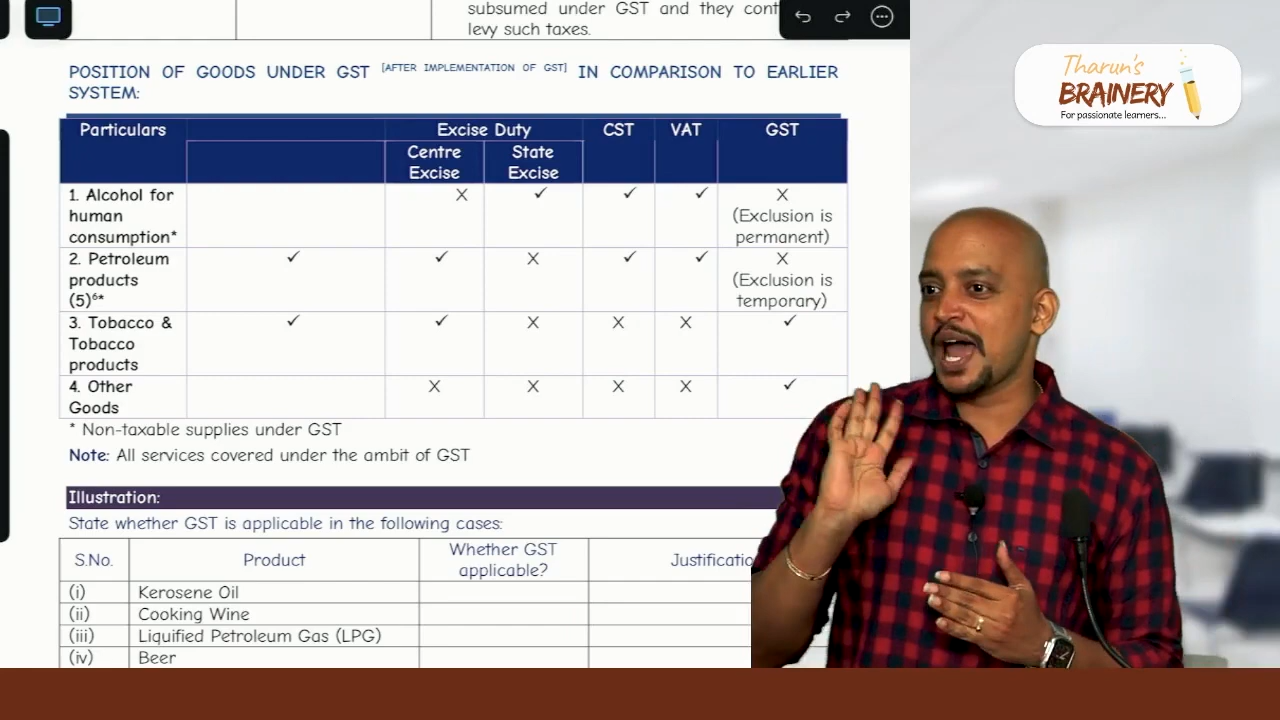 subsumed under GST and they cont
levy such taxes.
POSITION OF GOODS UNDER GST [AFTER IMPLEMENTATION OF GST] IN COMPARISON TO EARLIER
SYSTEM:
Particulars Excise Duty CST VAT GST
Centre Excise State Excise
1. Alcohol for human consumption* X ✓ ✓ ✓ X (Exclusion is permanent)
2. Petroleum products (5)⁶* ✓ ✓ X ✓ ✓ X (Exclusion is temporary)
3. Tobacco & Tobacco products ✓ ✓ X X X ✓
4. Other Goods X X X X ✓
* Non-taxable supplies under GST
Note: All services covered under the ambit of GST
Illustration:
State whether GST is applicable in the following cases:
S.No. Product Whether GST applicable? Justificatio
(i) Kerosene Oil
(ii) Cooking Wine
(iii) Liquified Petroleum Gas (LPG)
(iv) Beer
Tharun's
BRAINERY
For passionate learners...